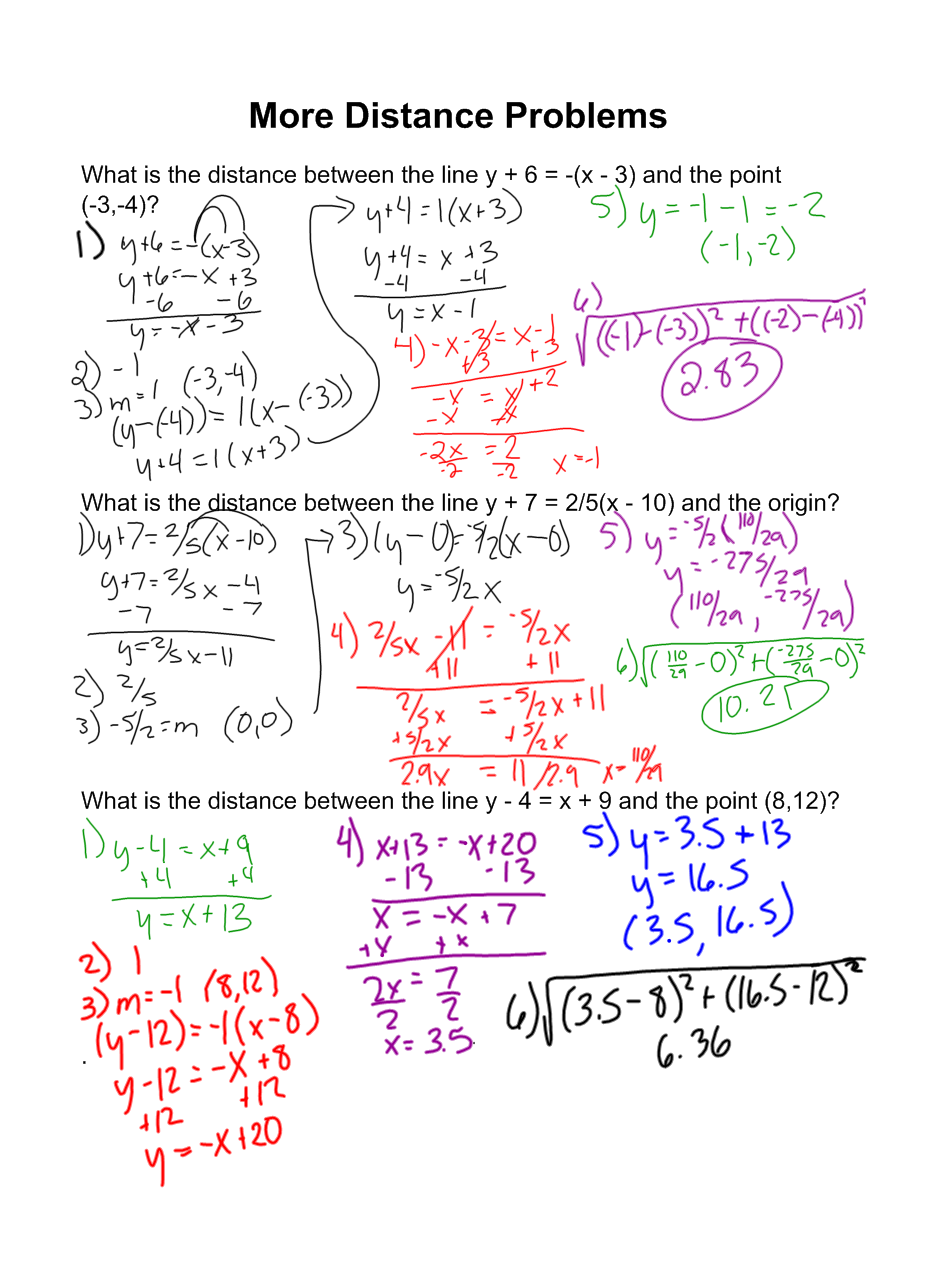 More Distance Problems
What is the distance between the line y + 6 = -(x - 3) and the point
(-3,-4)?
1) y+6=-(x-3)
y+6=-x+3
-6 -6
y=-x-3
2) -1
3) m=1 (-3,-4)
(y-(-4))=1(x-(-3))
y+4=1(x+3)
y+4=1(x+3)
y+4=x+3
-4 -4
y=x-1
4) -x-3=x-1
+3 +3
-x=x+2
-x -x
-2x=2
-2 -2 x=-1
5) y=-1-1=-2
(-1,-2)
6)
√((-1)-(-3))²+((-2)-(-4))²
2.83
What is the distance between the line y + 7 = 2/5(x - 10) and the origin?
1) y+7=2/5(x-10)
y+7=2/5x-4
-7 -7
y=2/5x-11
2) 2/5
3) -5/2=m (0,0)
3) (y-0)=-5/2(x-0)
y=-5/2x
4) 2/5x-11=-5/2x
+11 +11
2/5x=-5/2x+11
+5/2x +5/2x
2.9x=11/2.9 x=110/29
5) y=-5/2(110/29)
y=-275/29
(110/29, -275/29)
6) √(110/29-0)²+(-275/29-0)²
10.21
What is the distance between the line y - 4 = x + 9 and the point (8,12)?
1) y-4=x+9
+4 +4
y=x+13
2) 1
3) m=-1 (8,12)
(y-12)=-1(x-8)
y-12=-x+8
+12 +12
y=-x+20
4) x+13=-x+20
-13 -13
x=-x+7
+x +x
2x=7
2 2
x=3.5
5) y=3.5+13
y=16.5
(3.5, 16.5)
6) √(3.5-8)²+(16.5-12)²
6.36